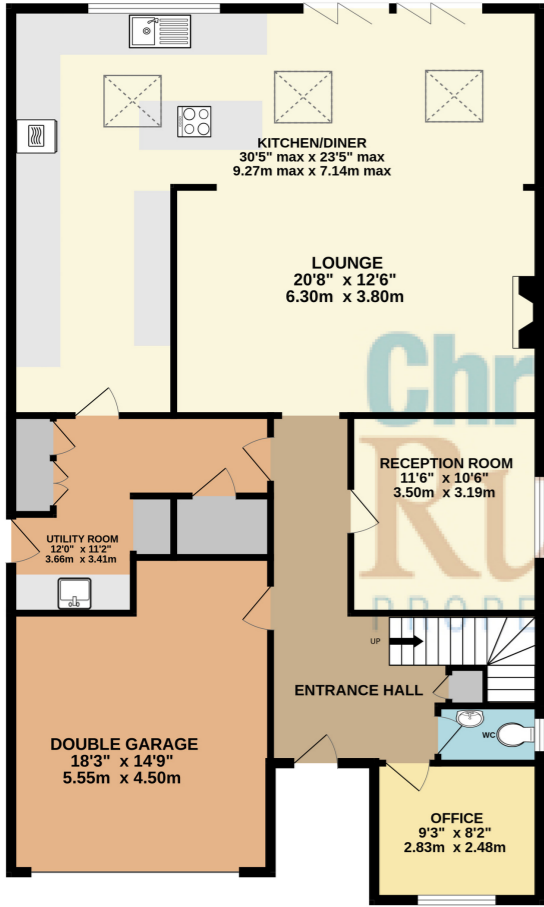 KITCHEN/DINER
30'5" max x 23'5" max
9.27m max x 7.14m max
LOUNGE
20'8" x 12'6"
6.30m x 3.80m
Chr
RECEPTION ROOM
11'6" x 10'6"
3.50m x 3.19m
Ru
PROPE
UTILITY ROOM
12'0" x 11'2"
3.66m x 3.41m
UP
ENTRANCE HALL
WC
DOUBLE GARAGE
18'3" x 14'9"
5.55m x 4.50m
OFFICE
9'3" x 8'2"
2.83m x 2.48m